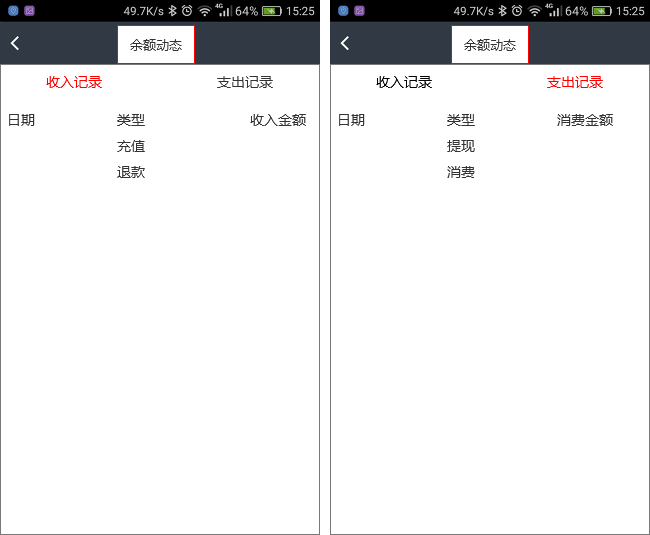 49.7K/s 4G 64% 15:25
余额动态
收入记录 支出记录
日期 类型 收入金额
充值
退款
49.7K/s 4G 64% 15:25
余额动态
收入记录 支出记录
日期 类型 消费金额
提现
消费